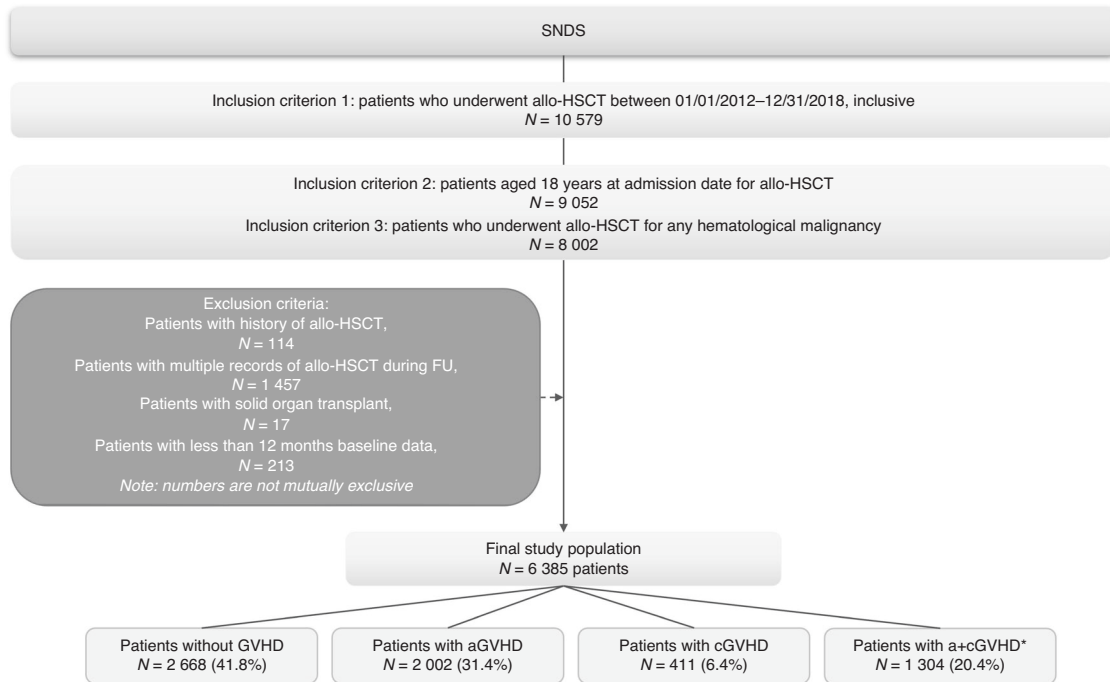 SNDS
Inclusion criterion 1: patients who underwent allo-HSCT between 01/01/2012–12/31/2018, inclusive
N = 10 579
Inclusion criterion 2: patients aged 18 years at admission date for allo-HSCT
N = 9 052
Inclusion criterion 3: patients who underwent allo-HSCT for any hematological malignancy
N = 8 002
Exclusion criteria:
Patients with history of allo-HSCT,
N = 114
Patients with multiple records of allo-HSCT during FU,
N = 1 457
Patients with solid organ transplant,
N = 17
Patients with less than 12 months baseline data,
N = 213
Note: numbers are not mutually exclusive
Final study population
N = 6 385 patients
Patients without GVHD
N = 2 668 (41.8%)
Patients with aGVHD
N = 2 002 (31.4%)
Patients with cGVHD
N = 411 (6.4%)
Patients with a+cGVHD*
N = 1 304 (20.4%)